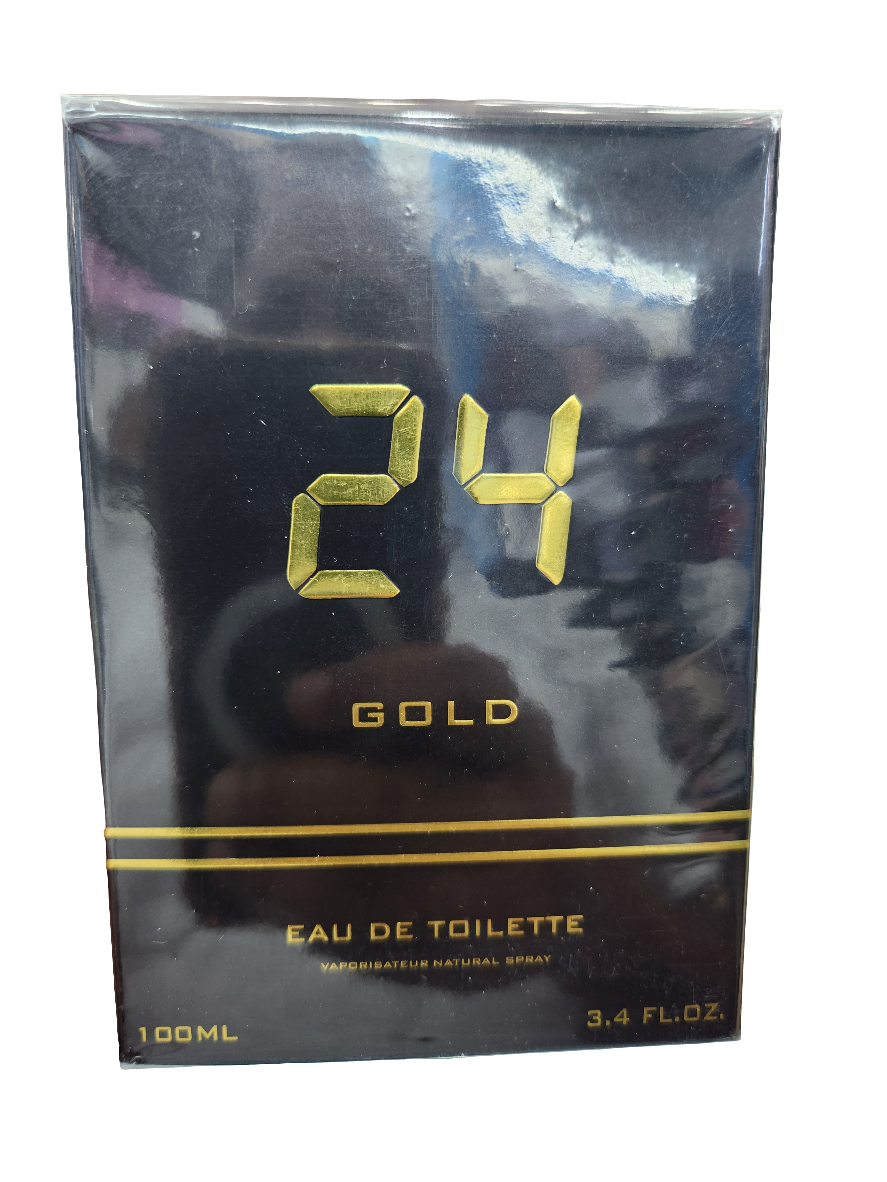 24
GOLD
EAU DE TOILETTE
VAPORISATEUR NATURAL SPRAY
100ML
3.4 FL.OZ.